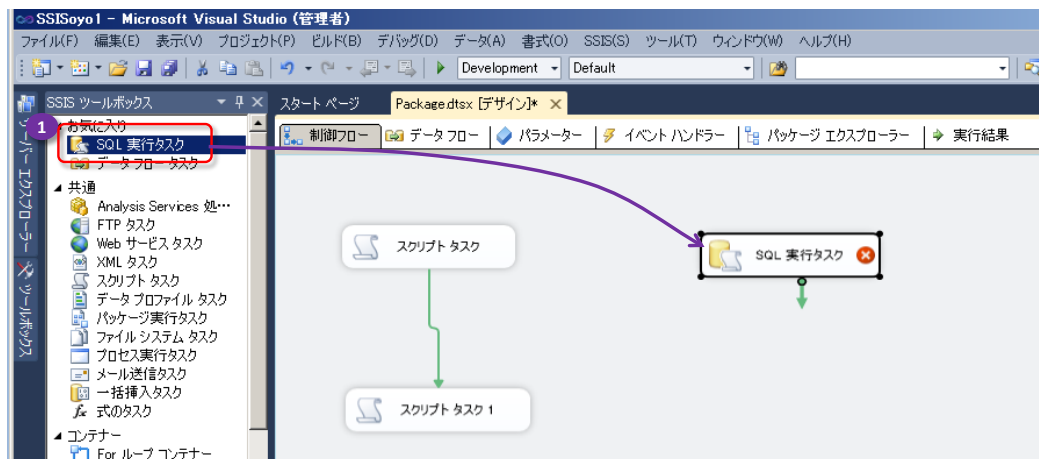 SSISoyo1 - Microsoft Visual Studio (管理者)
ファイル(F) 編集(E) 表示(V) プロジェクト(P) ビルド(B) デバッグ(D) データ(A) 書式(O) SSIS(S) ツール(T) ウィンドウ(W) ヘルプ(H)
Development Default
SSIS ツールボックス
スタート ページ
Package.dtsx [デザイン]*
1
お気に入り
SQL 実行タスク
データ フロー タスク
制御フロー
データ フロー
パラメーター
イベント ハンドラー
パッケージ エクスプローラー
実行結果
共通
Analysis Services 処…
FTP タスク
Web サービス タスク
XML タスク
スクリプト タスク
データ プロファイル タスク
パッケージ実行タスク
ファイル システム タスク
プロセス実行タスク
メール送信タスク
一括挿入タスク
式のタスク
コンテナー
For ループ コンテナー
ツールボックス
スクリプト タスク
SQL 実行タスク
スクリプト タスク 1